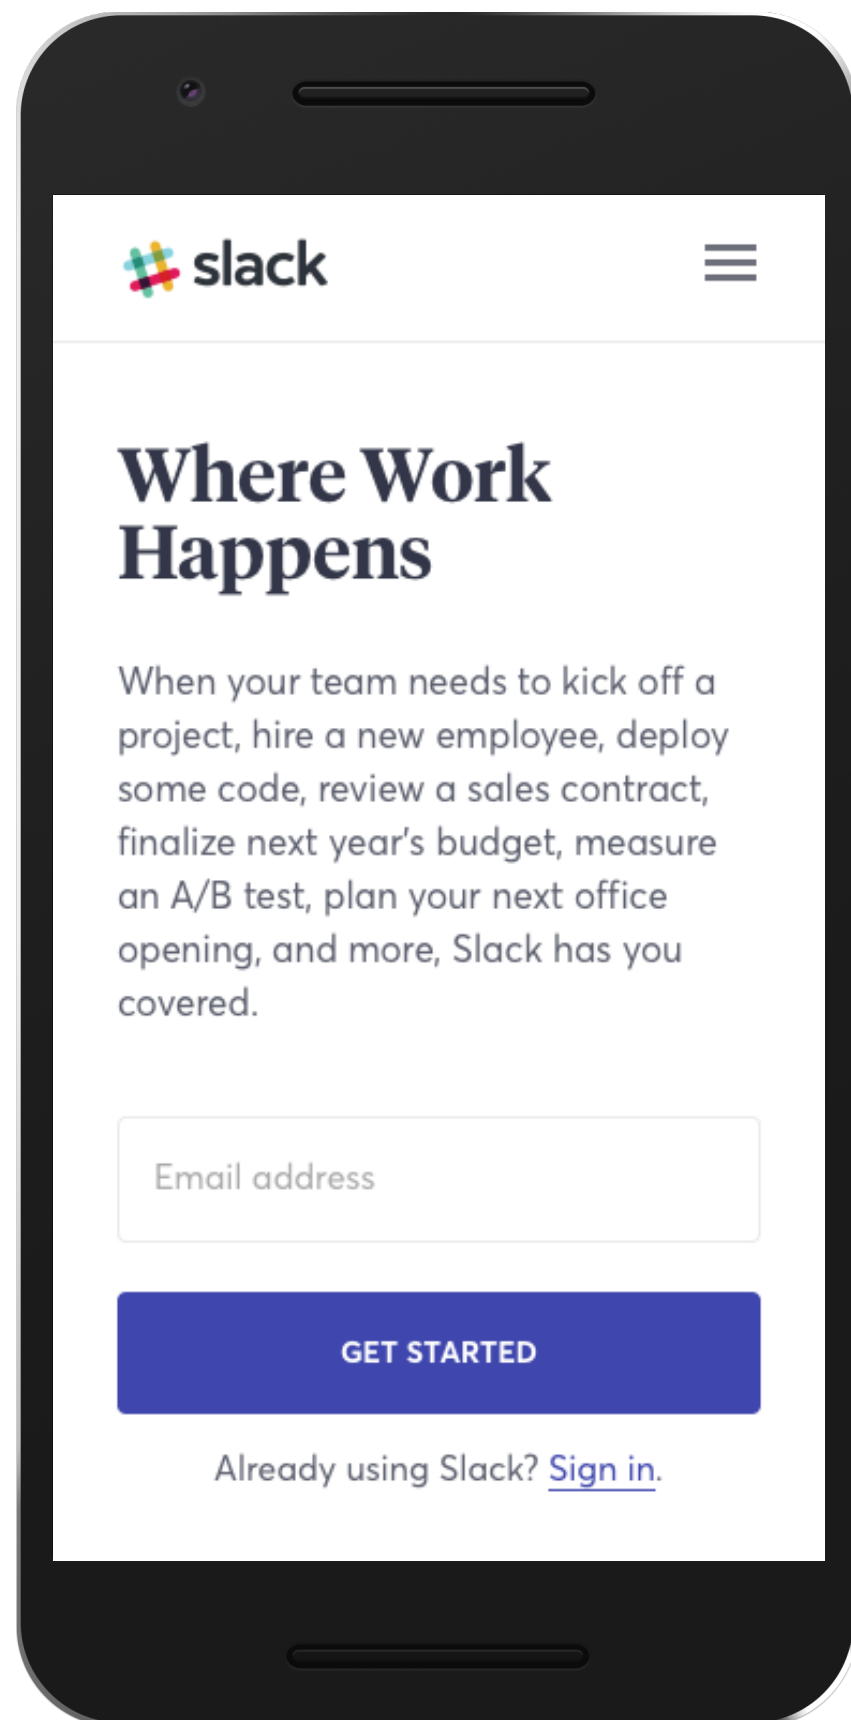 slack
Where Work
Happens
When your team needs to kick off a
project, hire a new employee, deploy
some code, review a sales contract,
finalize next year's budget, measure
an A/B test, plan your next office
opening, and more, Slack has you
covered.
Email address
GET STARTED
Already using Slack? Sign in.